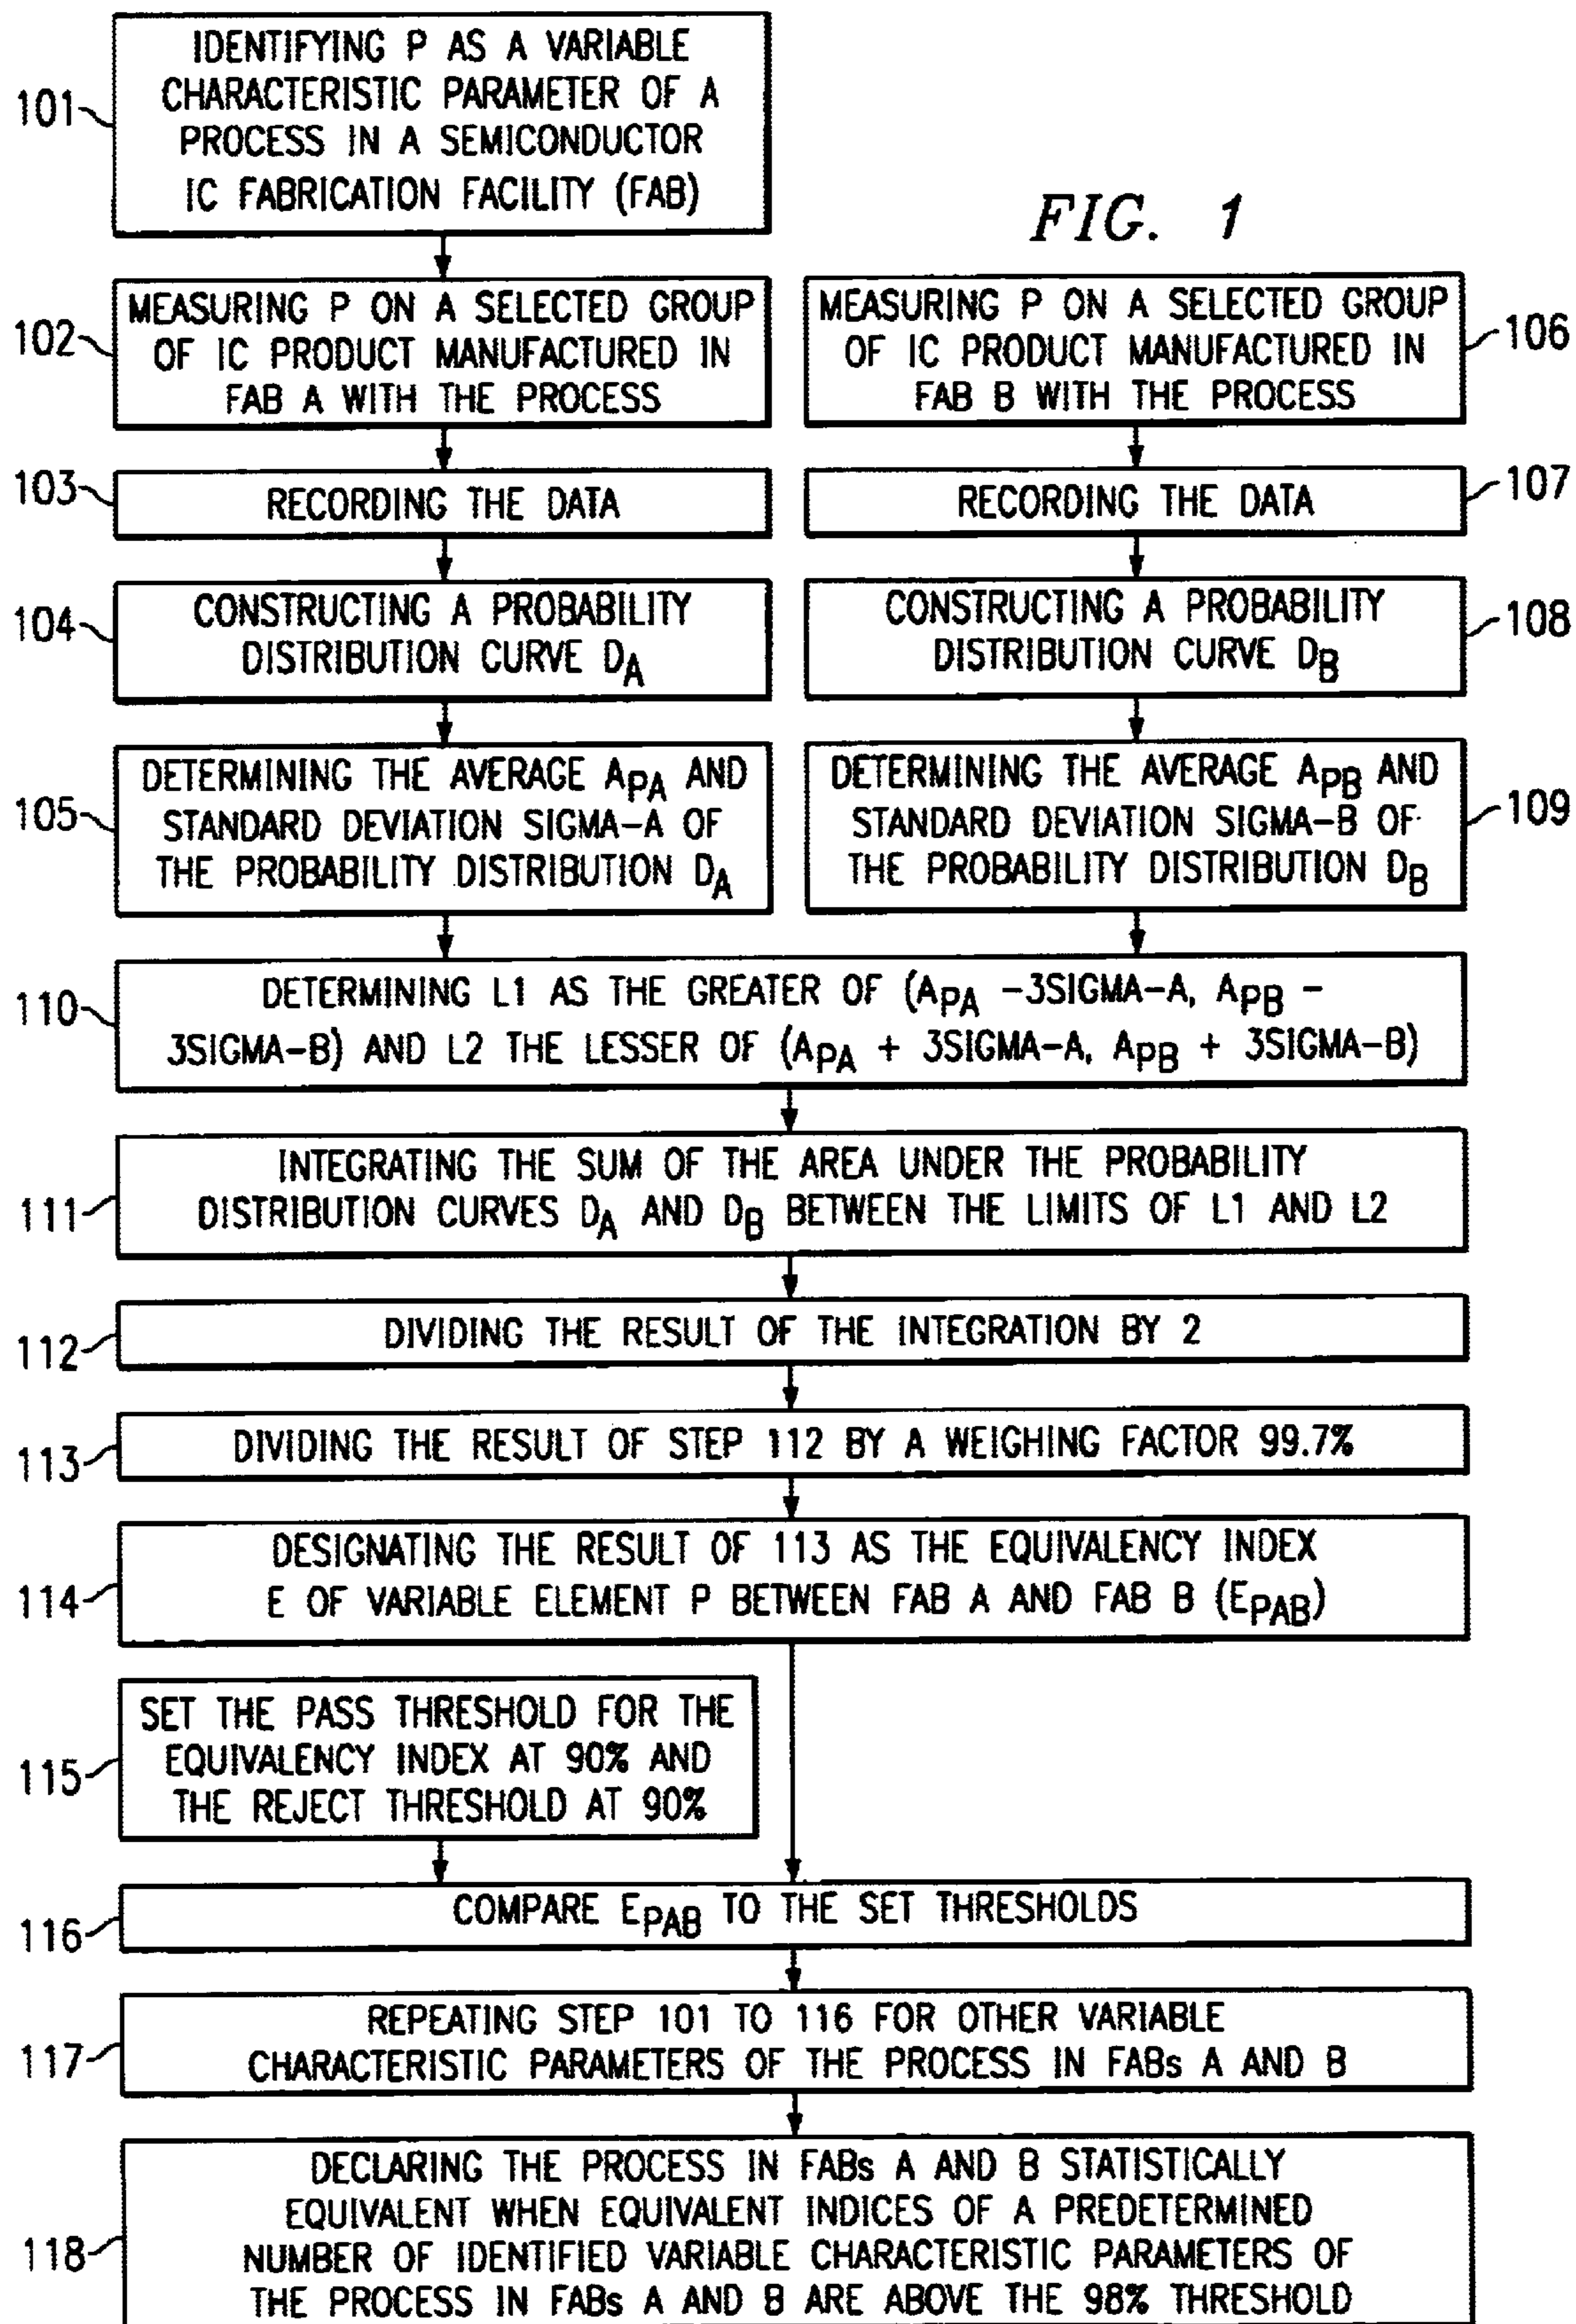 101
IDENTIFYING P AS A VARIABLE
CHARACTERISTIC PARAMETER OF A
PROCESS IN A SEMICONDUCTOR
IC FABRICATION FACILITY (FAB)
FIG. 1
102
MEASURING P ON A SELECTED GROUP
OF IC PRODUCT MANUFACTURED IN
FAB A WITH THE PROCESS
103
RECORDING THE DATA
104
CONSTRUCTING A PROBABILITY
DISTRIBUTION CURVE DA
105
DETERMINING THE AVERAGE APA AND
STANDARD DEVIATION SIGMA-A OF
THE PROBABILITY DISTRIBUTION DA
MEASURING P ON A SELECTED GROUP
OF IC PRODUCT MANUFACTURED IN
FAB B WITH THE PROCESS
106
RECORDING THE DATA
107
CONSTRUCTING A PROBABILITY
DISTRIBUTION CURVE DB
108
DETERMINING THE AVERAGE APB AND
STANDARD DEVIATION SIGMA-B OF
THE PROBABILITY DISTRIBUTION DB
109
110
DETERMINING L1 AS THE GREATER OF (APA -3SIGMA-A, APB -
3SIGMA-B) AND L2 THE LESSER OF (APA + 3SIGMA-A, APB + 3SIGMA-B)
111
INTEGRATING THE SUM OF THE AREA UNDER THE PROBABILITY
DISTRIBUTION CURVES DA AND DB BETWEEN THE LIMITS OF L1 AND L2
112
DIVIDING THE RESULT OF THE INTEGRATION BY 2
113
DIVIDING THE RESULT OF STEP 112 BY A WEIGHING FACTOR 99.7%
114
DESIGNATING THE RESULT OF 113 AS THE EQUIVALENCY INDEX
E OF VARIABLE ELEMENT P BETWEEN FAB A AND FAB B (EPAB)
115
SET THE PASS THRESHOLD FOR THE
EQUIVALENCY INDEX AT 90% AND
THE REJECT THRESHOLD AT 90%
116
COMPARE EPAB TO THE SET THRESHOLDS
117
REPEATING STEP 101 TO 116 FOR OTHER VARIABLE
CHARACTERISTIC PARAMETERS OF THE PROCESS IN FABs A AND B
118
DECLARING THE PROCESS IN FABs A AND B STATISTICALLY
EQUIVALENT WHEN EQUIVALENT INDICES OF A PREDETERMINED
NUMBER OF IDENTIFIED VARIABLE CHARACTERISTIC PARAMETERS OF
THE PROCESS IN FABs A AND B ARE ABOVE THE 98% THRESHOLD